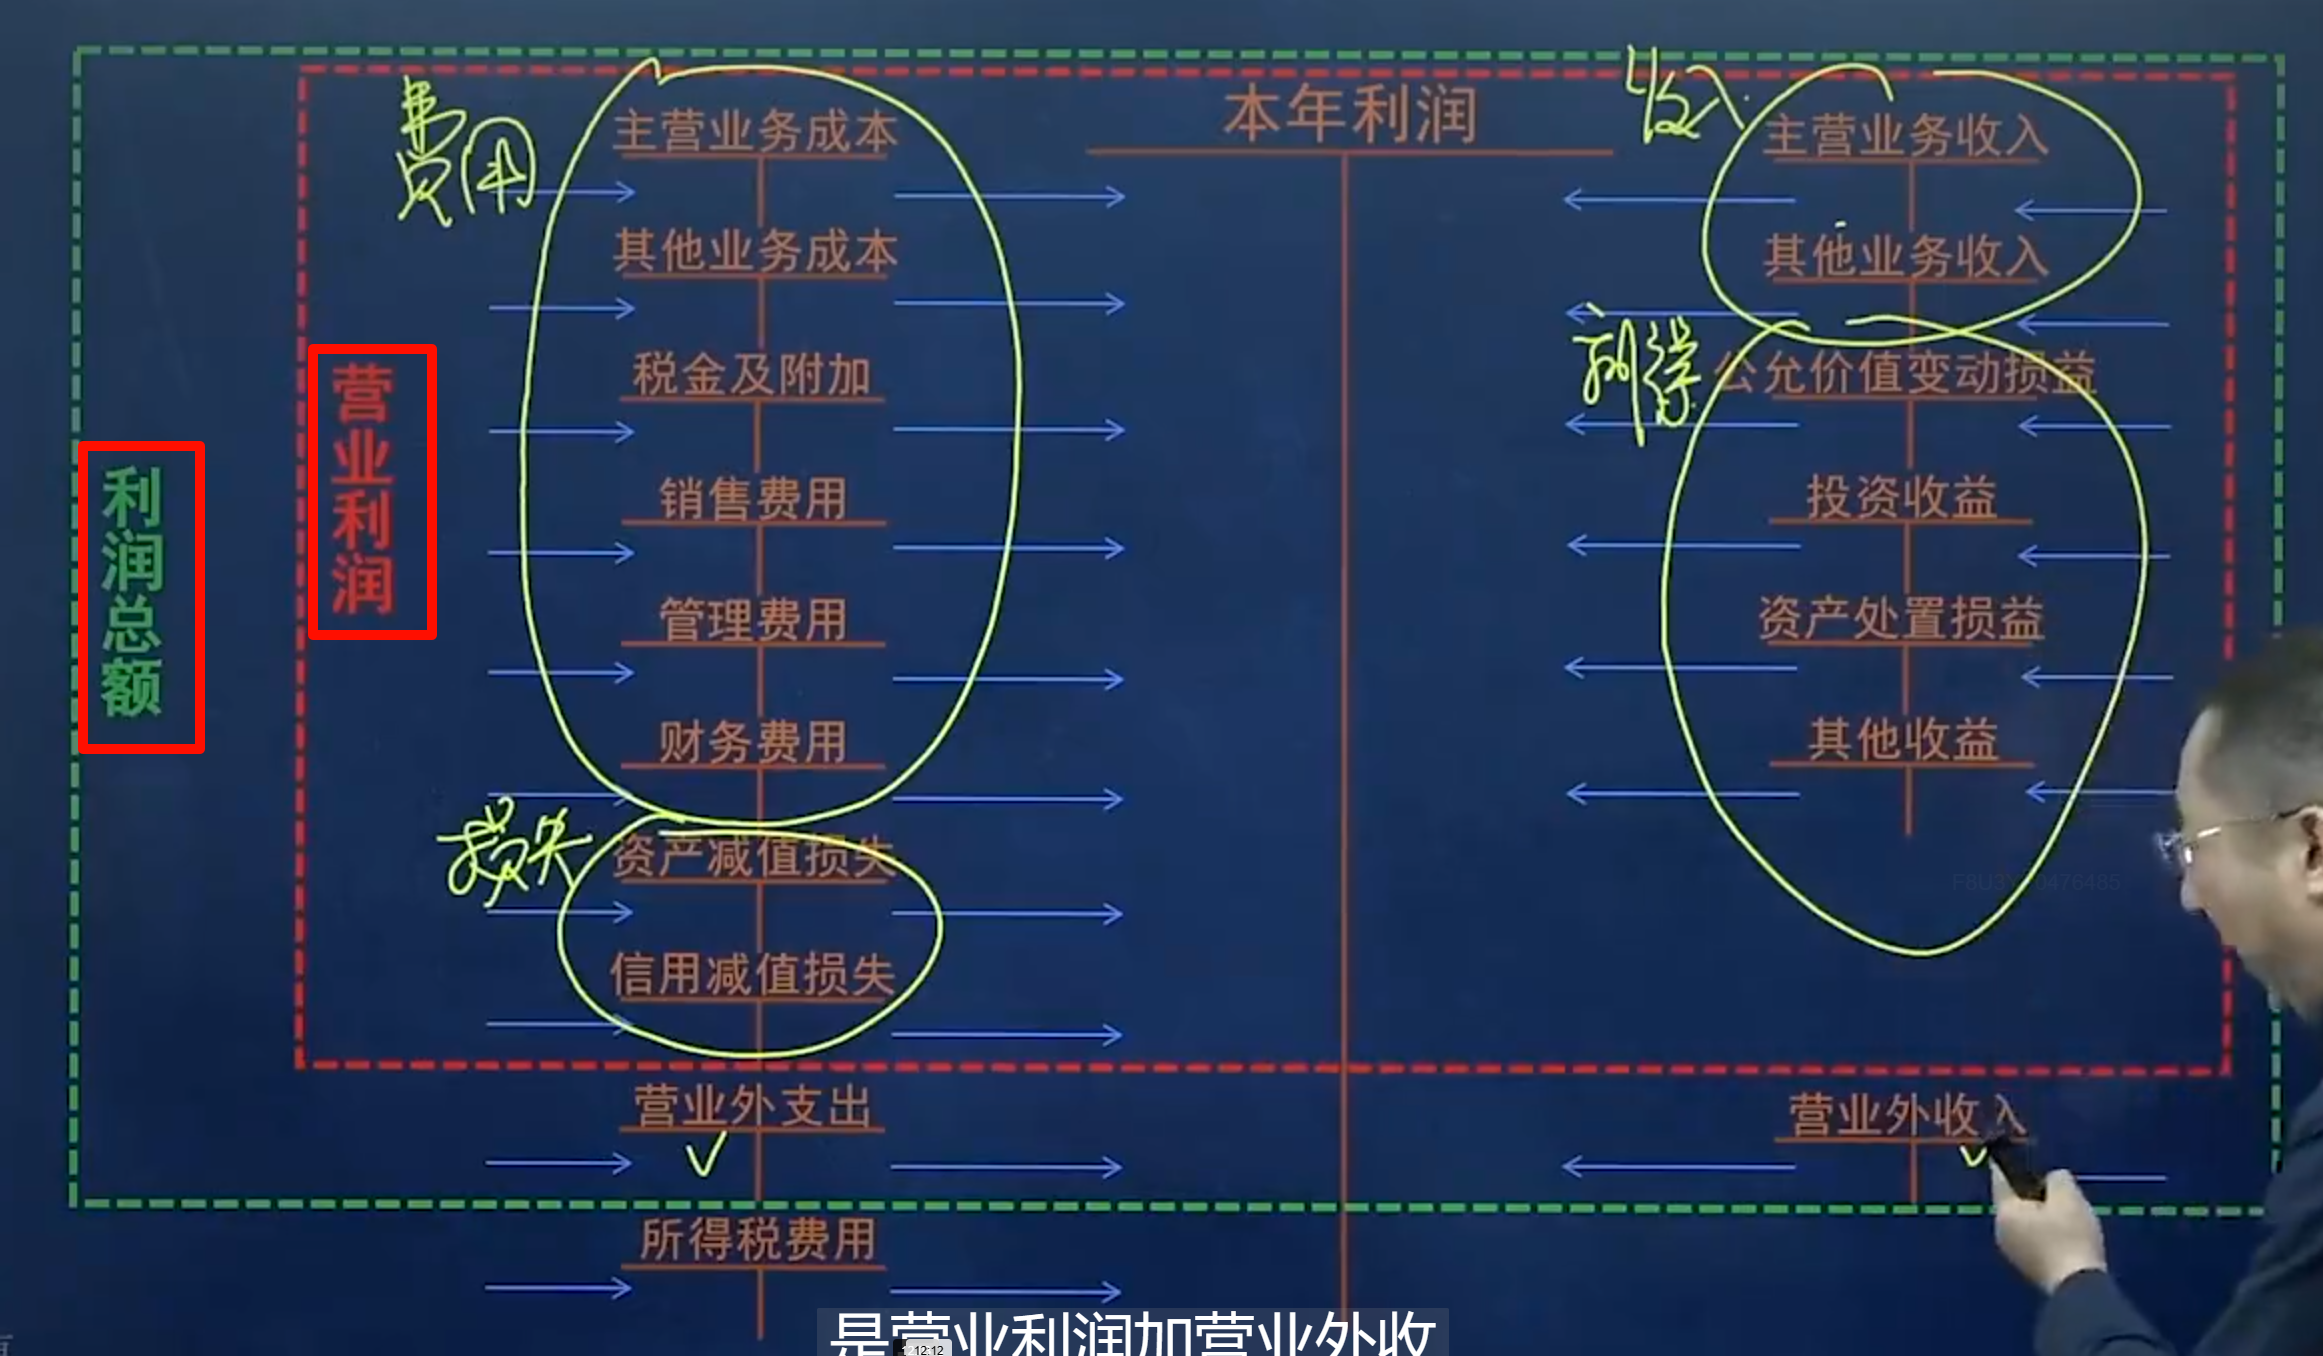 费用
主营业务成本
本年利润
收入
主营业务收入
其他业务成本
其他业务收入
利得
税金及附加
公允价值变动损益
营业利润
利润总额
销售费用
投资收益
管理费用
资产处置损益
财务费用
其他收益
损失
资产减值损失
F8U3
6476485
信用减值损失
营业外支出
营业外收入
所得税费用
是营业利润加营业外收
12:12